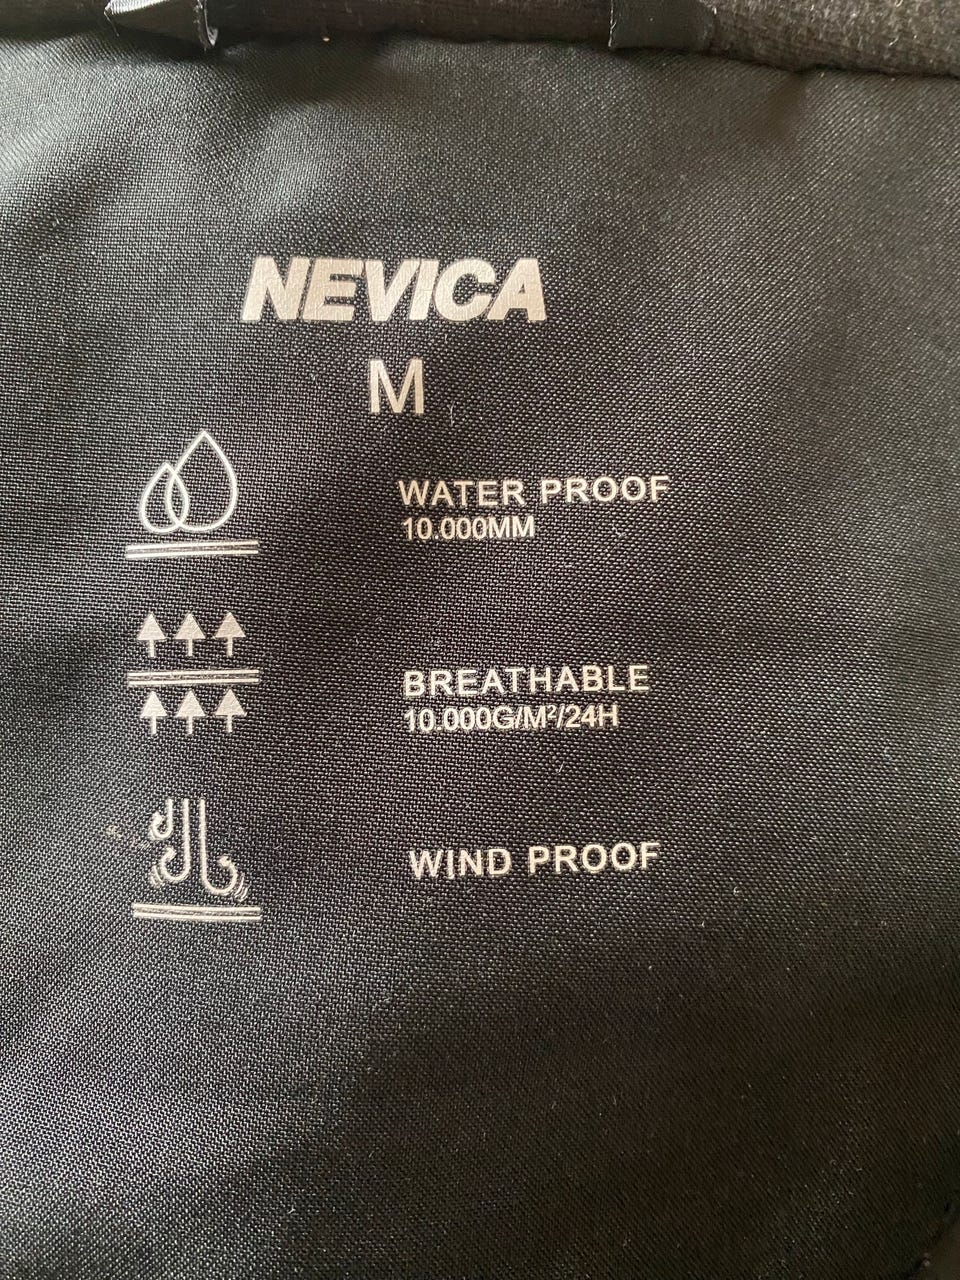 NEVICA
M
WATER PROOF
10.000MM
BREATHABLE
10.000G/M²/24H
WIND PROOF